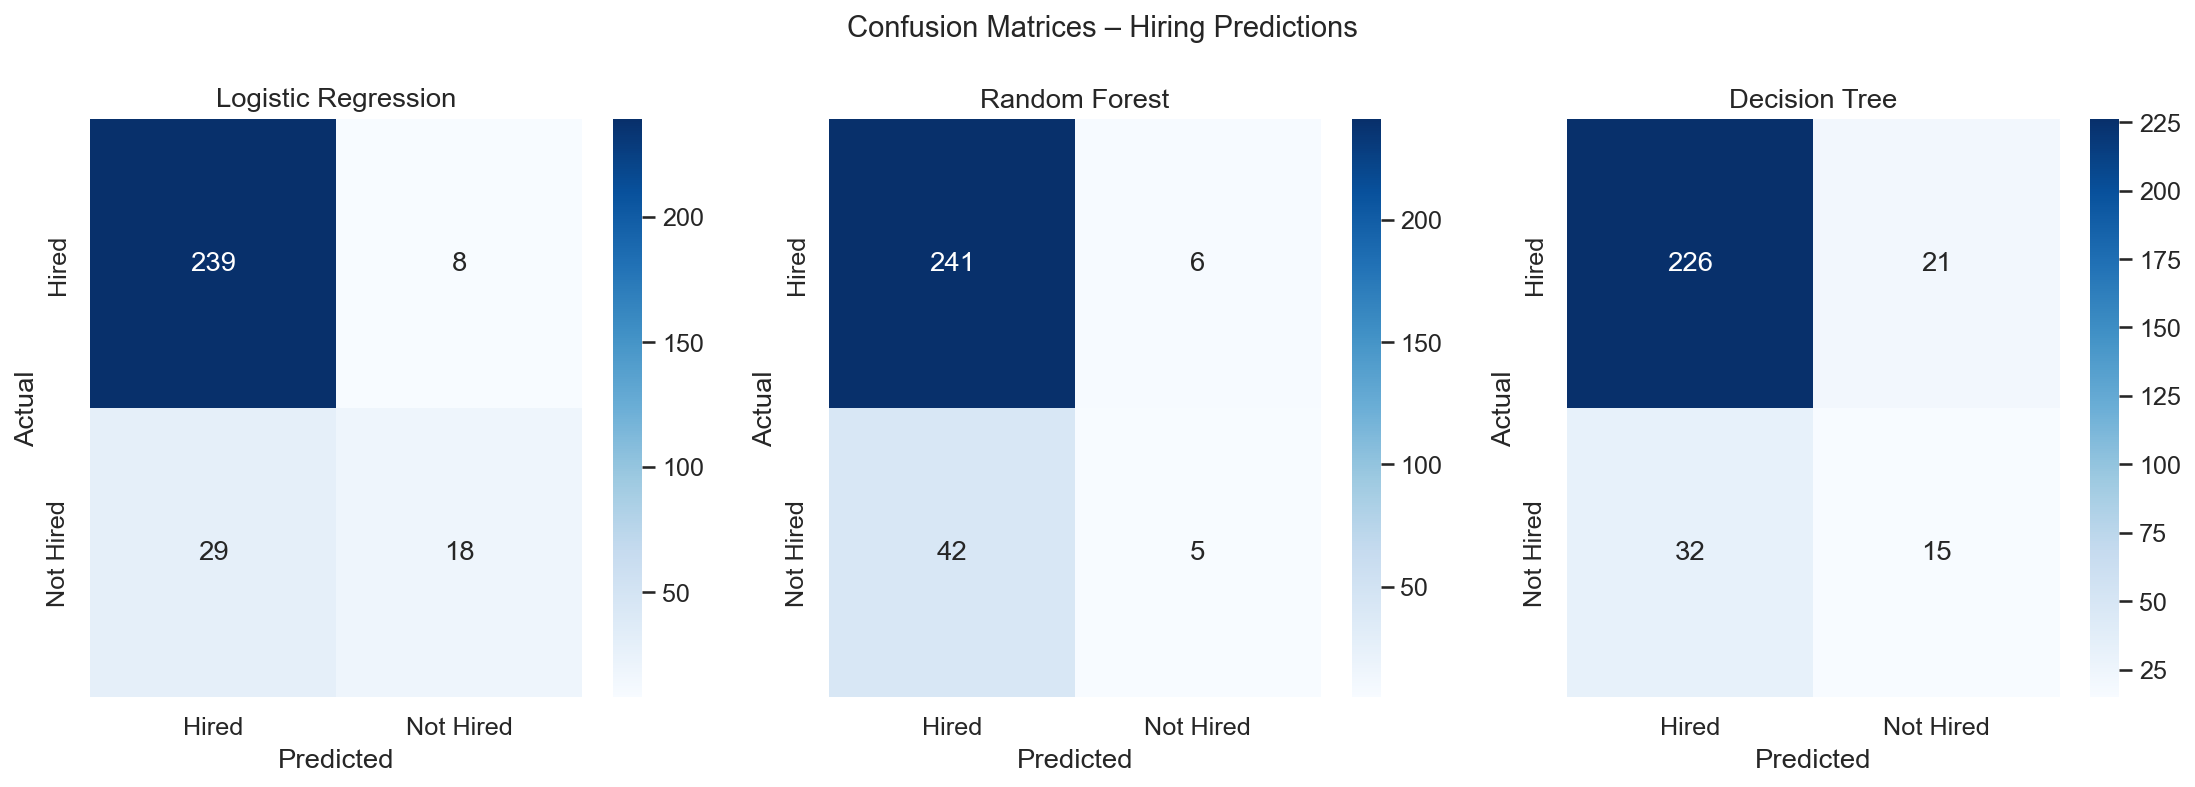 Confusion Matrices – Hiring Predictions
Logistic Regression
239
8
29
18
Hired
Not Hired
Actual
Hired
Not Hired
Predicted
200
150
100
50
Random Forest
241
6
42
5
Hired
Not Hired
Actual
Hired
Not Hired
Predicted
200
150
100
50
Decision Tree
226
21
32
15
Hired
Not Hired
Actual
Hired
Not Hired
Predicted
225
200
175
150
125
100
75
50
25